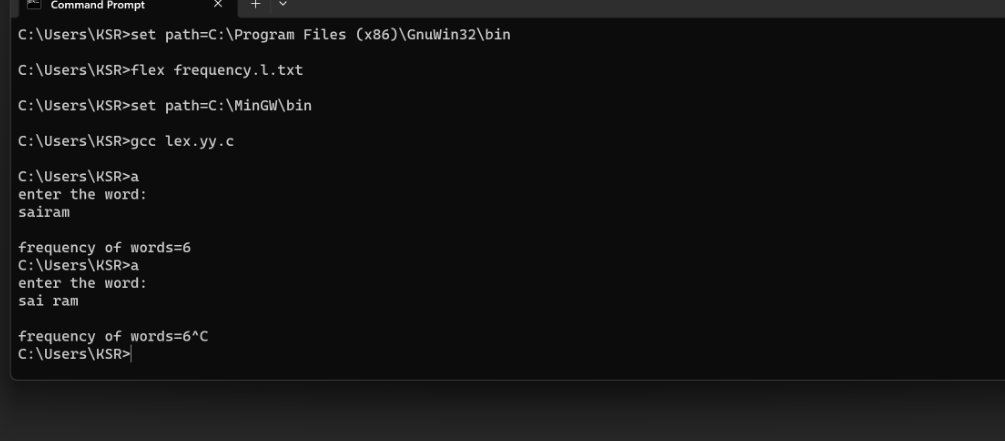 Command Prompt
C:\Users\KSR>set path=C:\Program Files (x86)\GnuWin32\bin
C:\Users\KSR>flex frequency.l.txt
C:\Users\KSR>set path=C:\MinGW\bin
C:\Users\KSR>gcc lex.yy.c
C:\Users\KSR>a
enter the word:
sairam
frequency of words=6
C:\Users\KSR>a
enter the word:
sai ram
frequency of words=6^C
C:\Users\KSR>